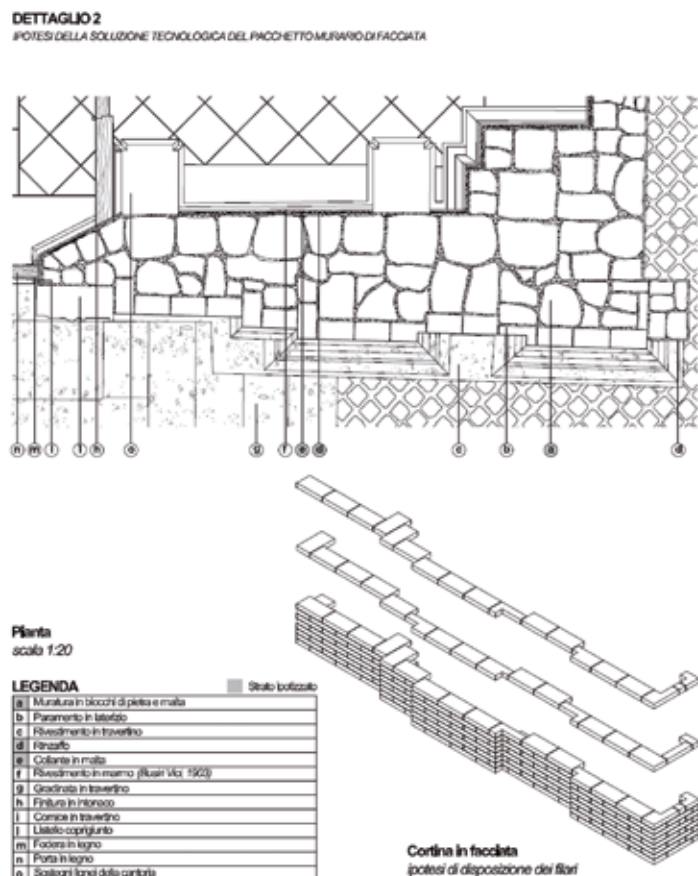 DETTAGLIO 2
IPOTESI DELLA SOLUZIONE TECNOLOGICA DEL PACCHETTO MURARIO DI FACCIATA
n m i l h o g f e d c b a d
Pianta
scala 1:20
LEGENDA
Strato ipotizzato
a Muratura in blocchi di pietra e malta
b Paramento in laterizio
c Rivestimento in travertino
d Rinzaffo
e Collante in malta
f Rivestimento in marmo (Busiri Vici, 1903)
g Gradinata in travertino
h Finitura in intonaco
i Cornice in travertino
l Listello coprigiunto
m Fodera in legno
n Porta in legno
o Sostegni lignei della cantoria
Cortina in facciata
ipotesi di disposizione dei filari